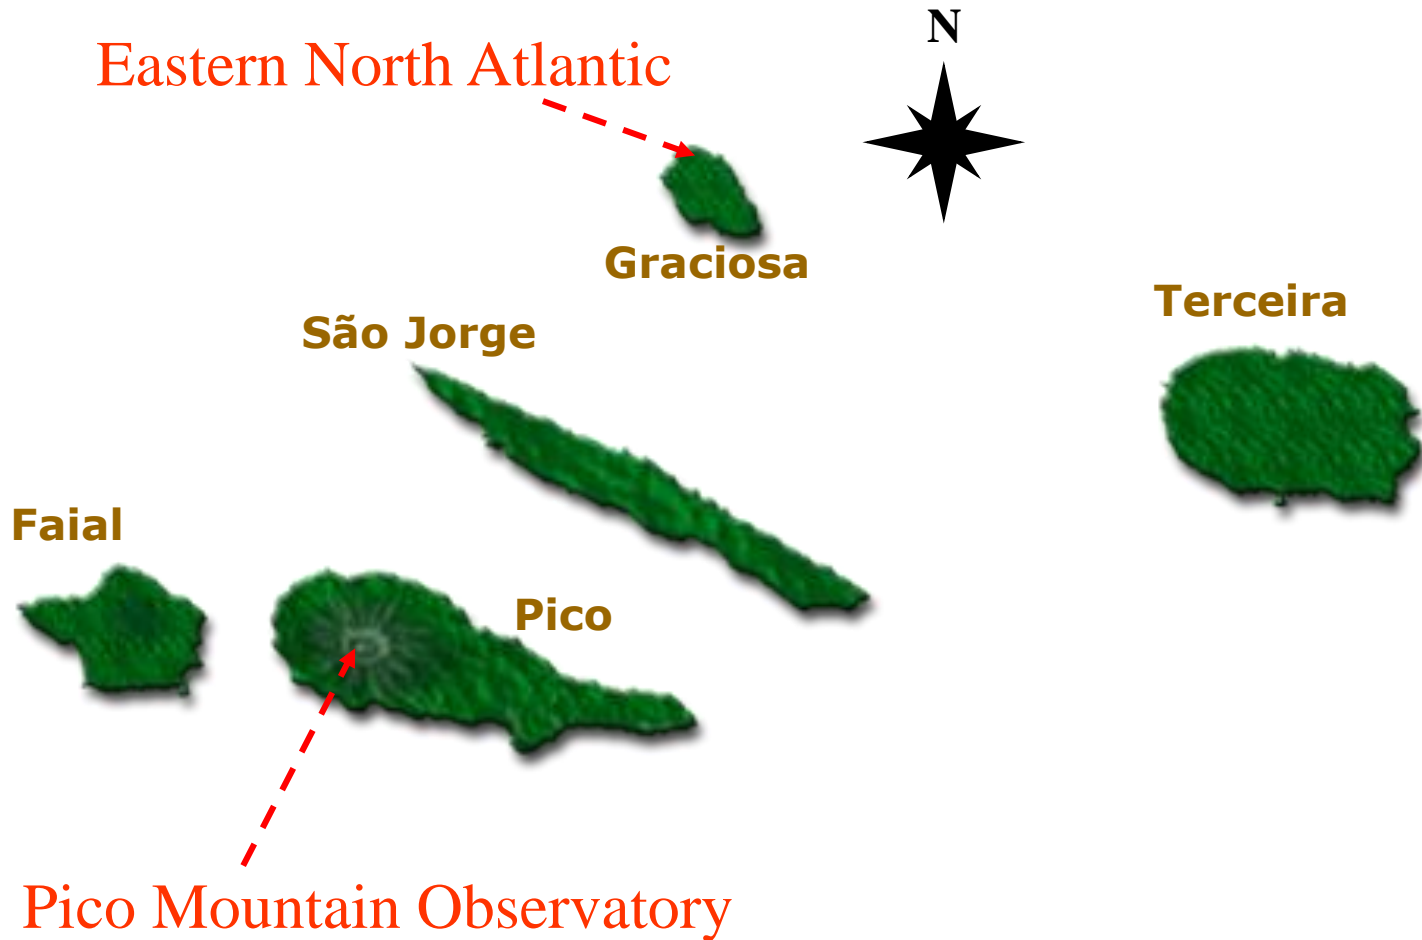 N
Eastern North Atlantic
Graciosa
Terceira
São Jorge
Faial
Pico
Pico Mountain Observatory